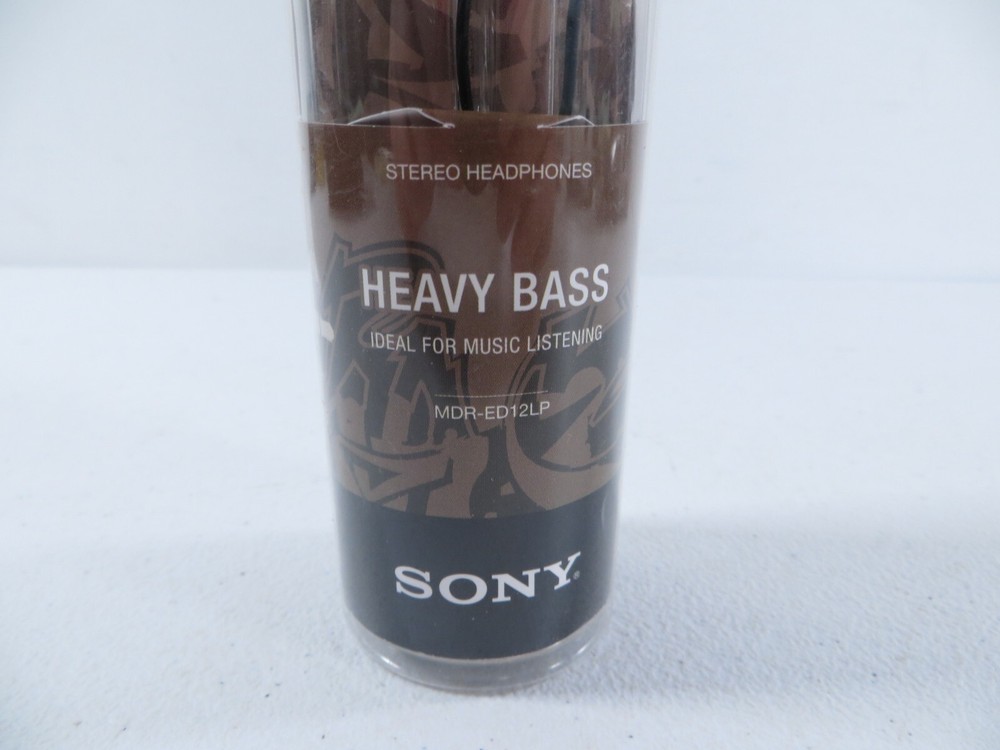 STEREO HEADPHONES
HEAVY BASS
IDEAL FOR MUSIC LISTENING
MDR-ED12LP
SONY®